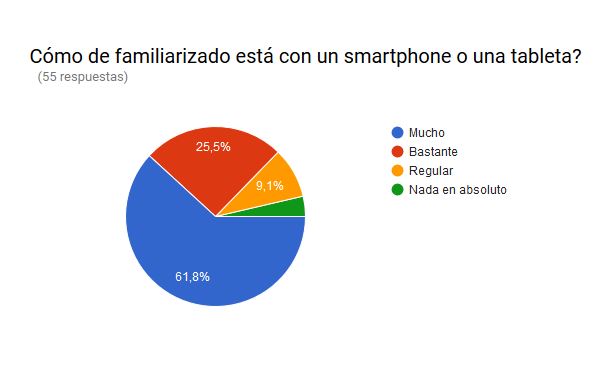 Cómo de familiarizado está con un smartphone o una tableta?
(55 respuestas)
25,5%
9,1%
61,8%
Mucho
Bastante
Regular
Nada en absoluto